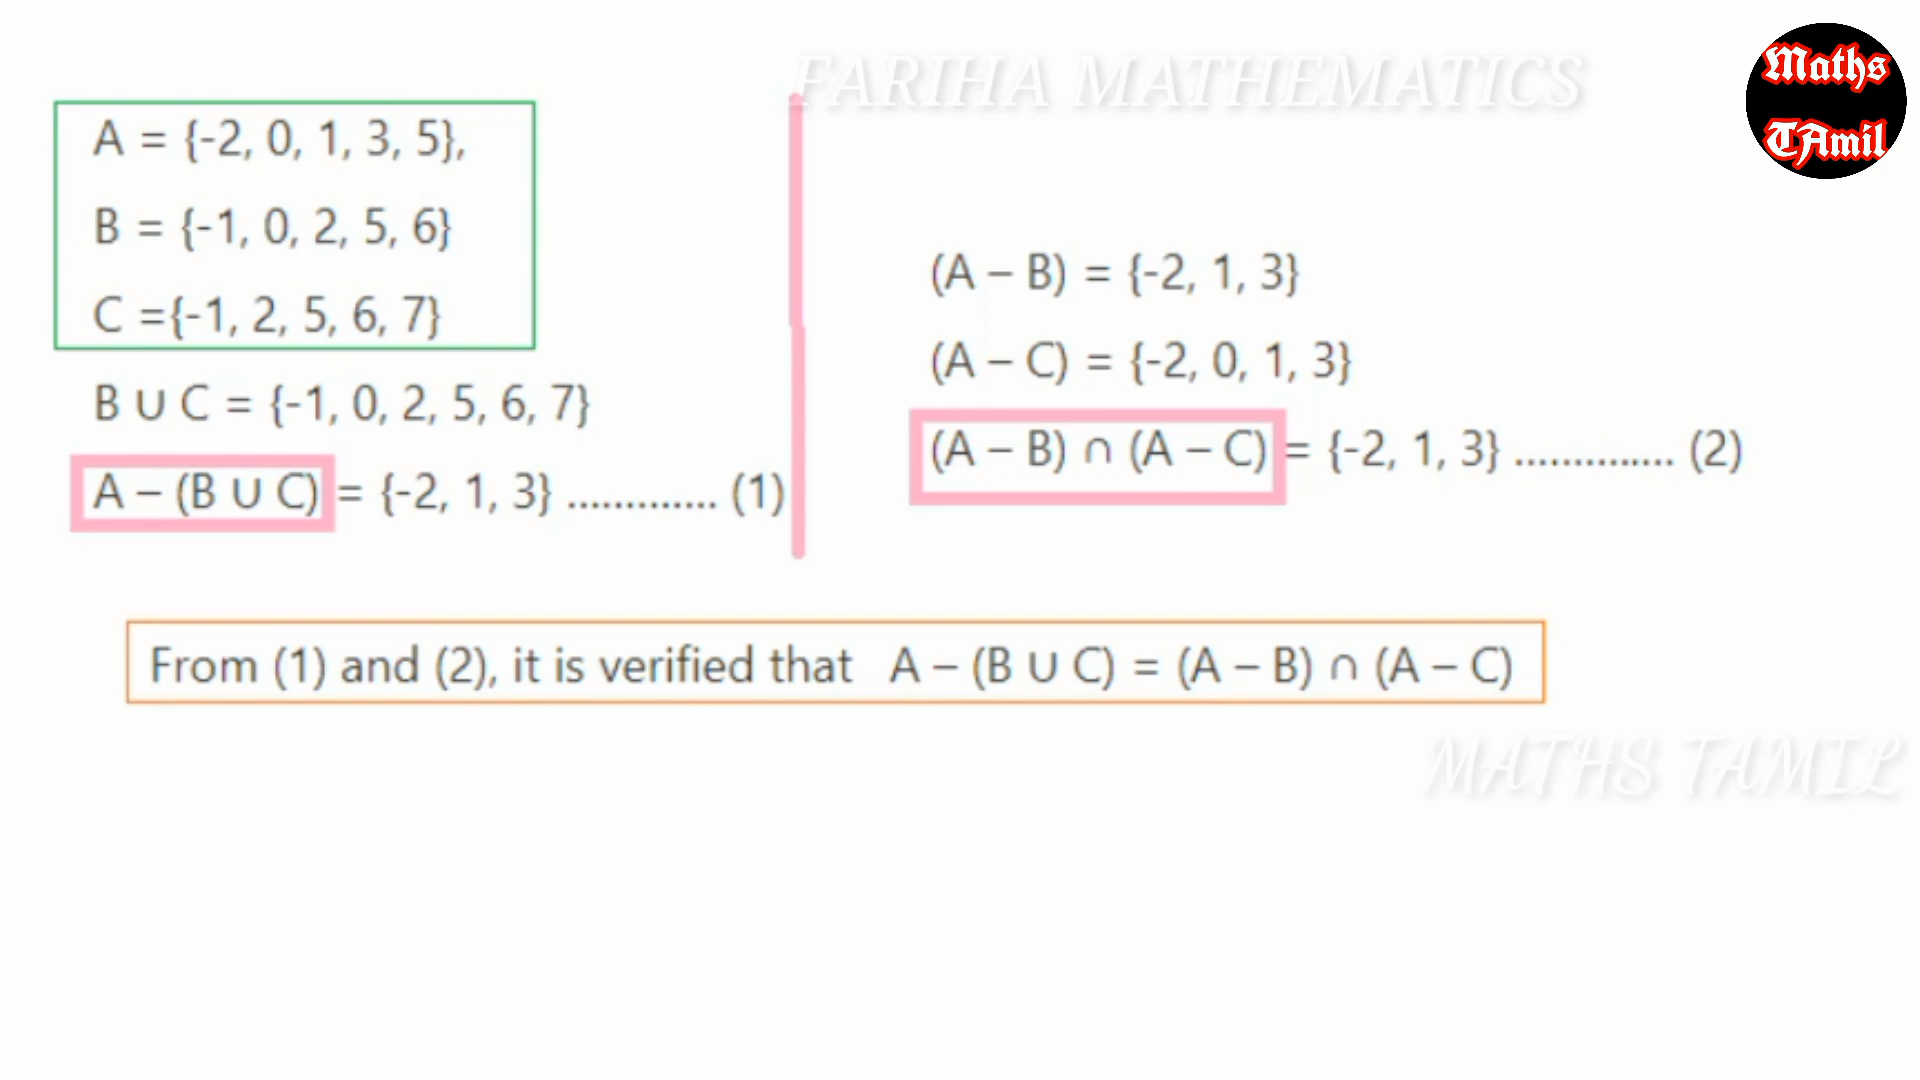 FARIHA MATHEMATICS
Maths
TAmil
A = {-2, 0, 1, 3, 5},
B = {-1, 0, 2, 5, 6}
C ={-1, 2, 5, 6, 7}
B ∪ C = {-1, 0, 2, 5, 6, 7}
A – (B ∪ C) = {-2, 1, 3} ............. (1)
(A – B) = {-2, 1, 3}
(A – C) = {-2, 0, 1, 3}
(A – B) ∩ (A – C) = {-2, 1, 3} .............. (2)
From (1) and (2), it is verified that A – (B ∪ C) = (A – B) ∩ (A – C)
MATHS TAMIL